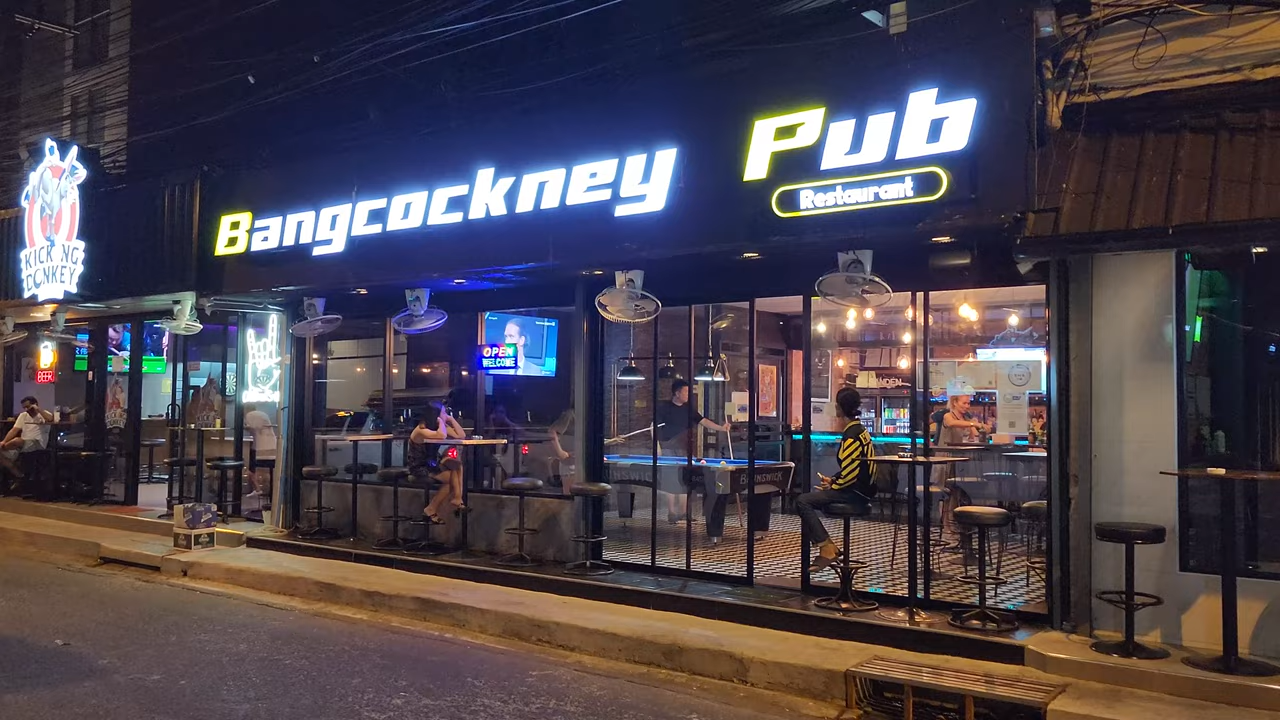 Bangcockney Pub
Restaurant
KICKING
DONKEY
BEER
OPEN
WELCOME
BRUNSWICK